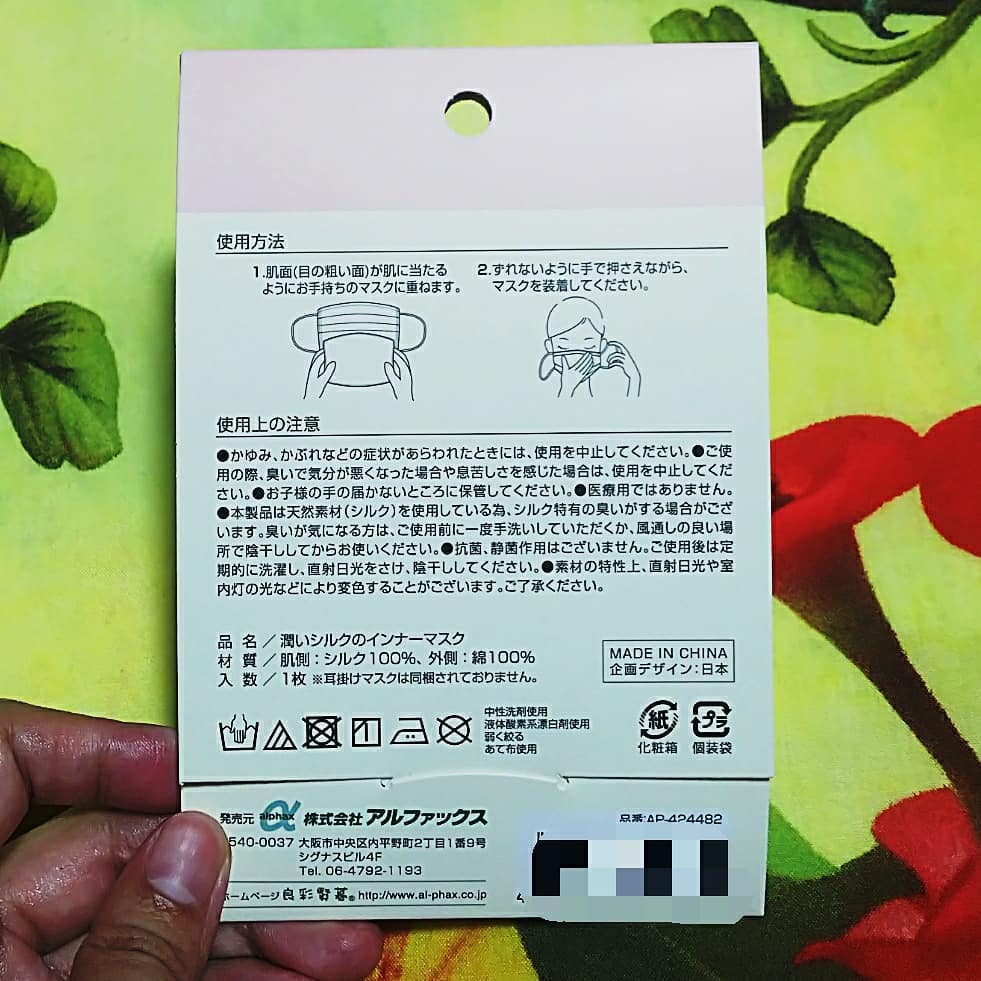 使用方法
1.肌面(目の粗い面)が肌に当たる
ようにお手持ちのマスクに重ねます。
2.ずれないように手で押さえながら、
マスクを装着してください。
使用上の注意
●かゆみ、かぶれなどの症状があらわれたときには、使用を中止してください。●ご使
用の際、臭いで気分が悪くなった場合や息苦しさを感じた場合は、使用を中止してくだ
さい。●お子様の手の届かないところに保管してください。●医療用ではありません。
●本製品は天然素材(シルク)を使用している為、シルク特有の臭いがする場合がござ
います。臭いが気になる方は、ご使用前に一度手洗いしていただくか、風通しの良い場
所で陰干ししてからお使いください。●抗菌、静菌作用はございません。ご使用後は定
期的に洗濯し、直射日光をさけ、陰干ししてください。●素材の特性上、直射日光や室
内灯の光などにより変色することがございます。ご了承ください。
品 名 / 潤いシルクのインナーマスク
材 質 / 肌側:シルク100%、外側:綿100%
入 数 / 1枚 ※耳掛けマスクは同梱されておりません。
MADE IN CHINA
企画デザイン:日本
中性洗剤使用
液体酸素系漂白剤使用
弱く絞る
あて布使用
紙
化粧箱
プラ
個装袋
発売元 alphax 株式会社 アルファックス
540-0037 大阪市中央区内平野町2丁目1番9号
シグナスビル4F
Tel. 06-4792-1193
ホームページ 良彩賢暮® http://www.al-phax.co.jp
品番:AP-424482